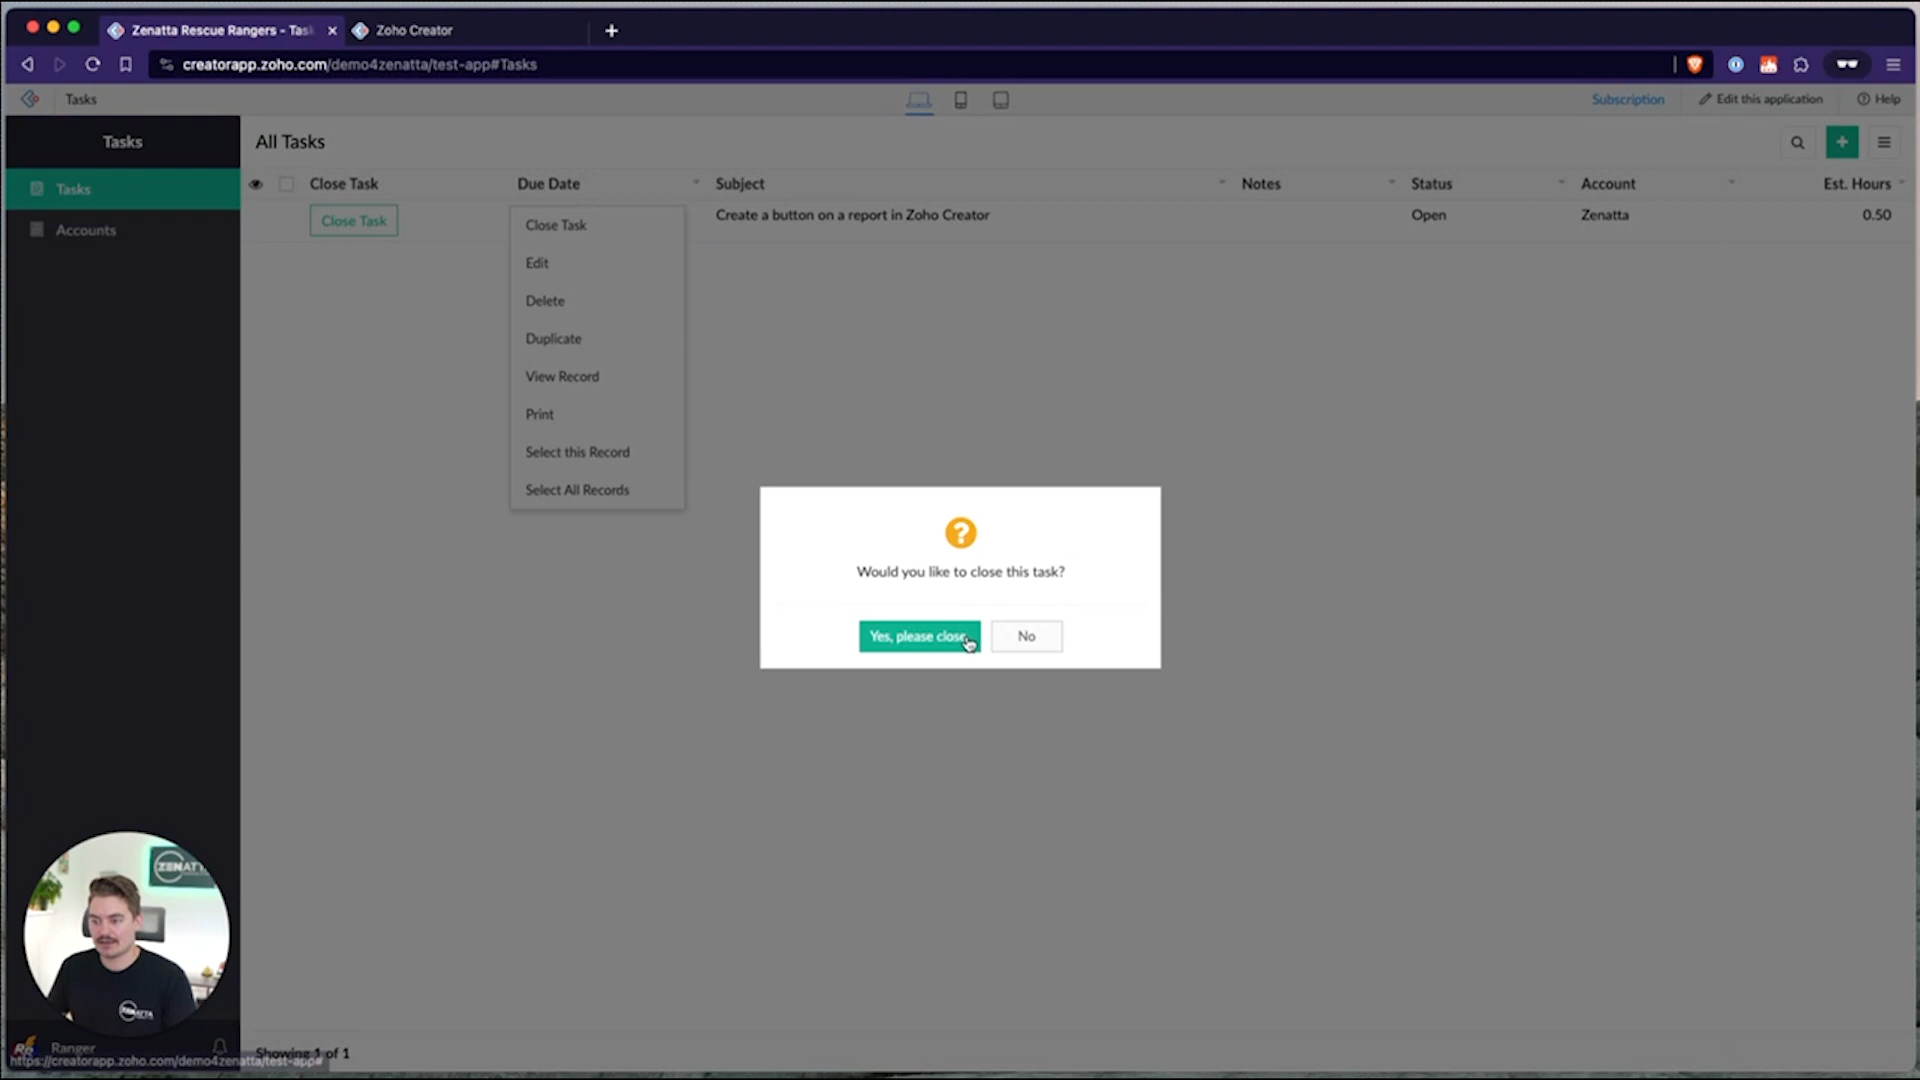 Zenatta Rescue Rangers - Tas
Zoho Creator
creatorapp.zoho.com/demo4zenatta/test-app#Tasks
Tasks
Subscription
Edit this application
Help
Tasks
Tasks
Accounts
All Tasks
Close Task
Due Date
Subject
Notes
Status
Account
Est. Hours
Close Task
Create a button on a report in Zoho Creator
Open
Zenatta
0.50
Close Task
Edit
Delete
Duplicate
View Record
Print
Select this Record
Select All Records
?
Would you like to close this task?
Yes, please close
No
ZENATTA
ZENATTA
Ranger
Showing 1 of 1
https://creatorapp.zoho.com/demo4zenatta/test-app#